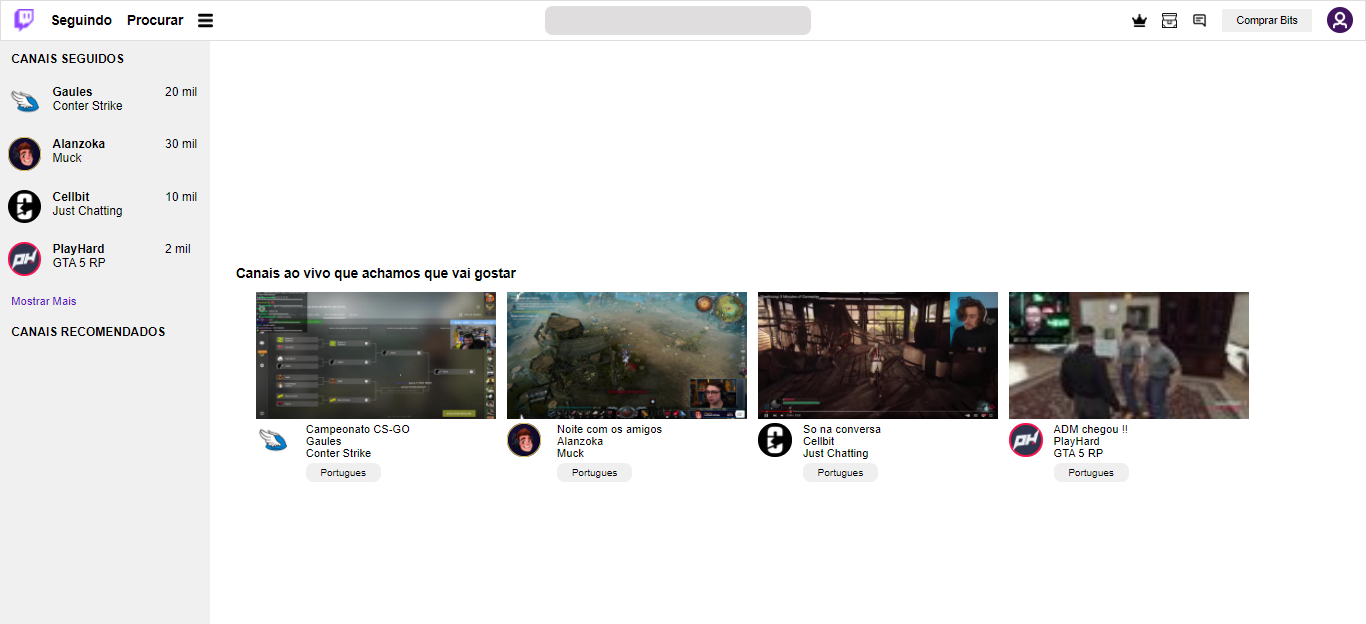 Seguindo Procurar
Comprar Bits
CANAIS SEGUIDOS
Gaules 20 mil
Conter Strike
Alanzoka 30 mil
Muck
Cellbit 10 mil
Just Chatting
PlayHard 2 mil
GTA 5 RP
Mostrar Mais
CANAIS RECOMENDADOS
Canais ao vivo que achamos que vai gostar
Campeonato CS-GO
Gaules
Conter Strike
Portugues
Noite com os amigos
Alanzoka
Muck
Portugues
So na conversa
Cellbit
Just Chatting
Portugues
ADM chegou !!
PlayHard
GTA 5 RP
Portugues